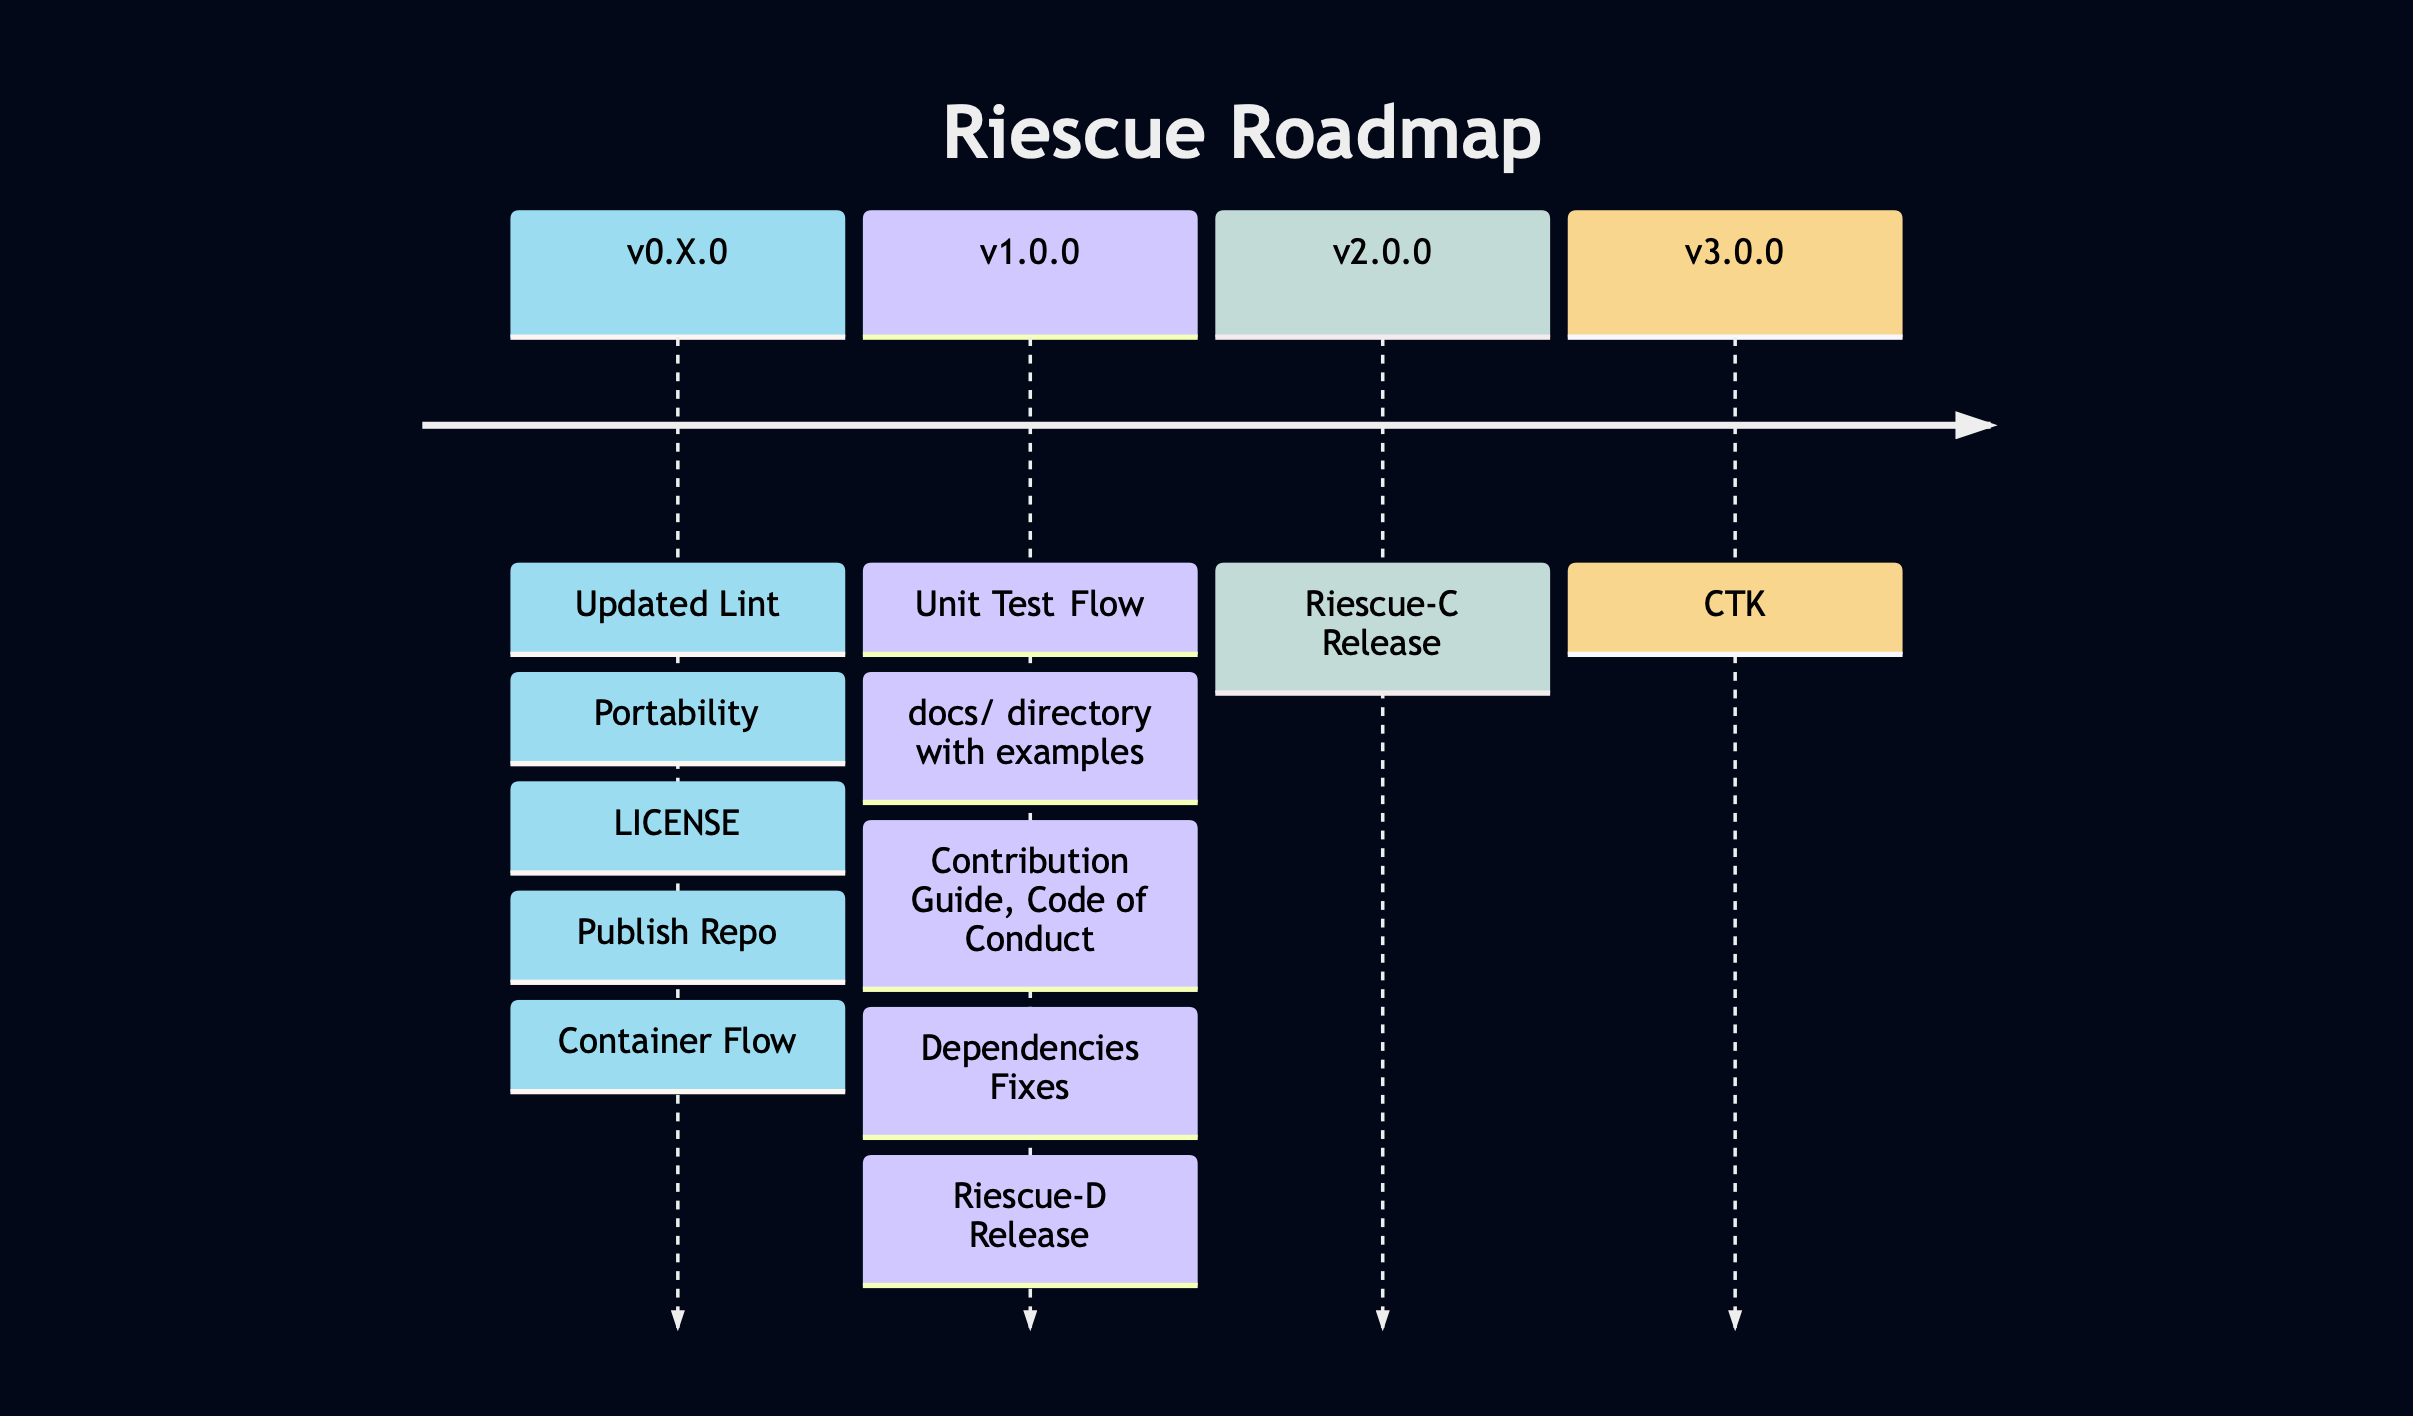 Riescue Roadmap
v0.X.0
v1.0.0
v2.0.0
v3.0.0
Updated Lint
Portability
LICENSE
Publish Repo
Container Flow
Unit Test Flow
docs/ directory
with examples
Contribution
Guide, Code of
Conduct
Dependencies
Fixes
Riescue-D
Release
Riescue-C
Release
CTK